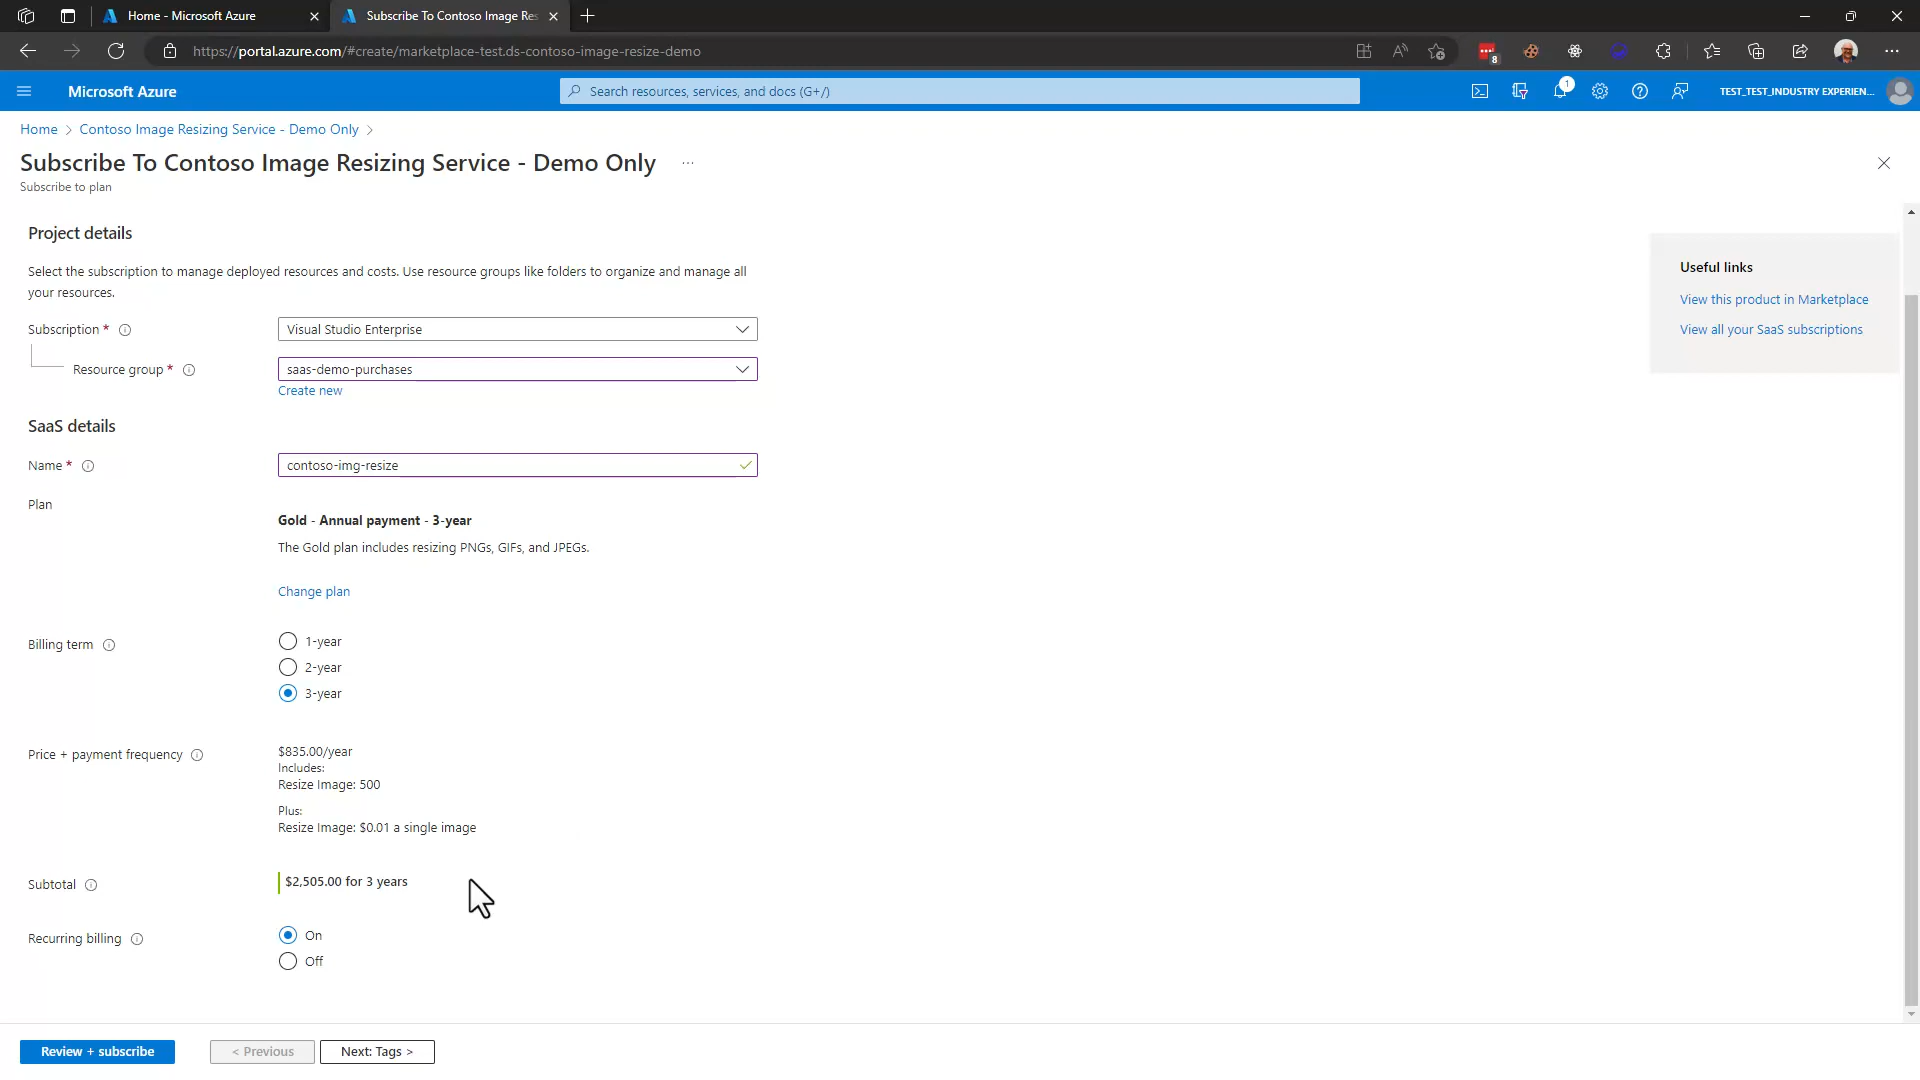 Home - Microsoft Azure
Subscribe To Contoso Image Res
https://portal.azure.com/#create/marketplace-test.ds-contoso-image-resize-demo
8
Microsoft Azure
Search resources, services, and docs (G+/)
1
TEST_TEST_INDUSTRY EXPERIEN...
Home > Contoso Image Resizing Service - Demo Only >
Subscribe To Contoso Image Resizing Service - Demo Only ...
Subscribe to plan
Project details
Select the subscription to manage deployed resources and costs. Use resource groups like folders to organize and manage all
your resources.
Subscription *
Visual Studio Enterprise
Resource group *
saas-demo-purchases
Create new
SaaS details
Name *
contoso-img-resize
Plan
Gold - Annual payment - 3-year
The Gold plan includes resizing PNGs, GIFs, and JPEGs.
Change plan
Billing term
1-year
2-year
3-year
Price + payment frequency
$835.00/year
Includes:
Resize Image: 500
Plus:
Resize Image: $0.01 a single image
Subtotal
$2,505.00 for 3 years
Recurring billing
On
Off
Useful links
View this product in Marketplace
View all your SaaS subscriptions
Review + subscribe
< Previous
Next: Tags >